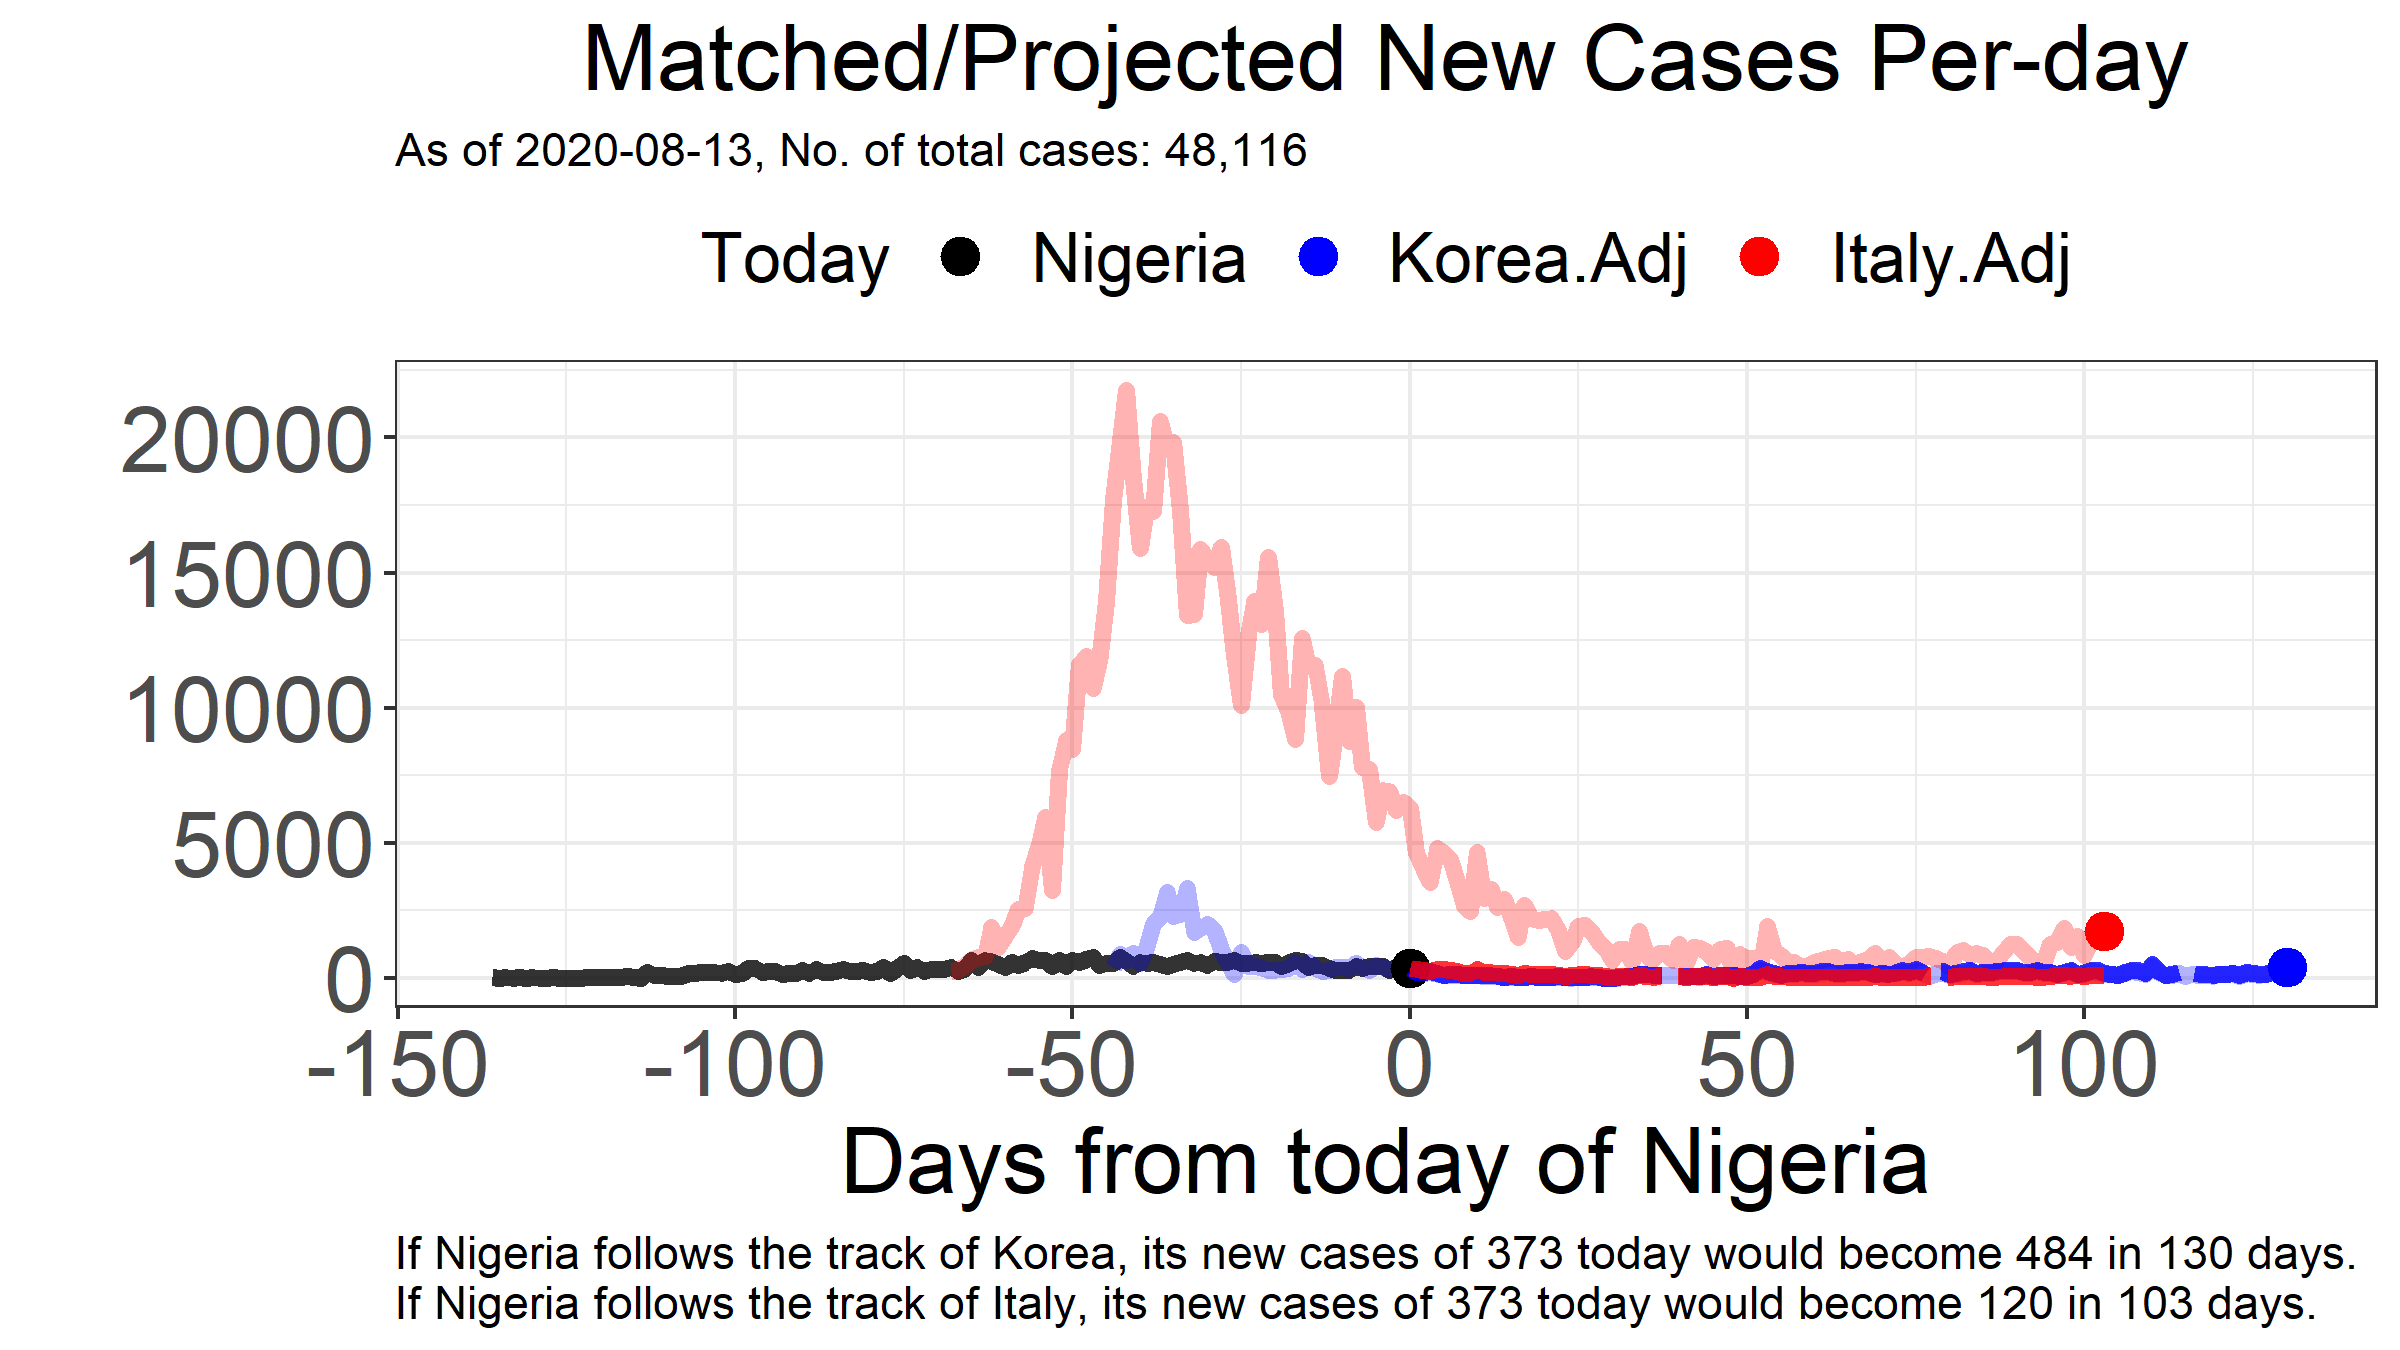 Matched/Projected New Cases Per-day
As of 2020-08-13, No. of total cases: 48,116
Today Nigeria Korea.Adj Italy.Adj
20000
15000
10000
5000
0
-150 -100 -50 0 50 100
Days from today of Nigeria
If Nigeria follows the track of Korea, its new cases of 373 today would become 484 in 130 days.
If Nigeria follows the track of Italy, its new cases of 373 today would become 120 in 103 days.